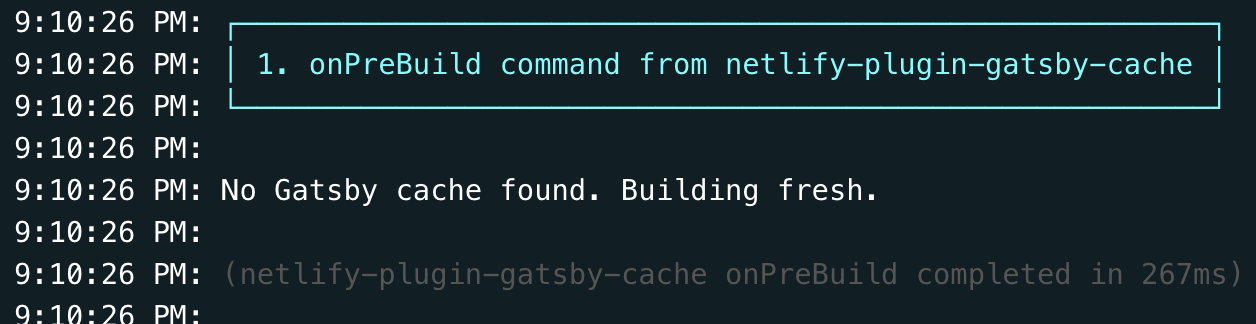 9:10:26 PM:
9:10:26 PM: 1. onPreBuild command from netlify-plugin-gatsby-cache
9:10:26 PM:
9:10:26 PM:
9:10:26 PM: No Gatsby cache found. Building fresh.
9:10:26 PM:
9:10:26 PM: (netlify-plugin-gatsby-cache onPreBuild completed in 267ms)
9:10:26 PM: